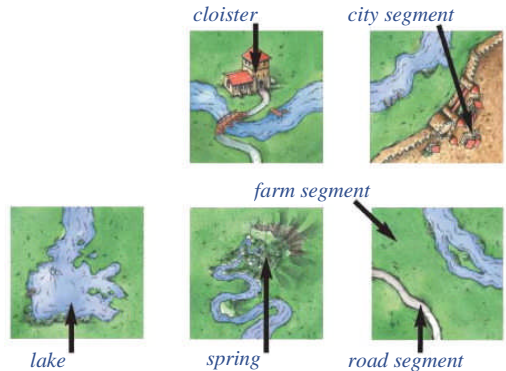 cloister
city segment
farm segment
lake
spring
road segment